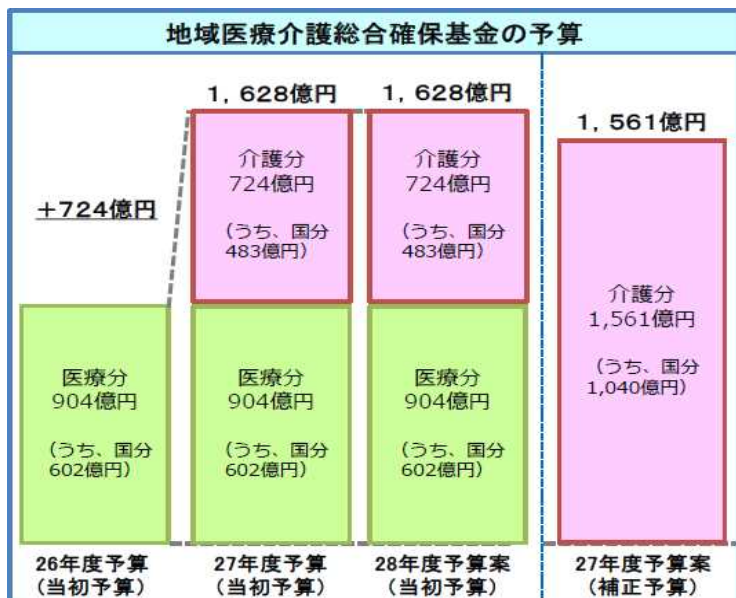 地域医療介護総合確保基金の予算
1,628億円
1,628億円
1,561億円
+724億円
介護分
724億円
(うち、国分
483億円)
介護分
724億円
(うち、国分
483億円)
介護分
1,561億円
(うち、国分
1,040億円)
医療分
904億円
(うち、国分
602億円)
医療分
904億円
(うち、国分
602億円)
医療分
904億円
(うち、国分
602億円)
26年度予算
(当初予算)
27年度予算
(当初予算)
28年度予算案
(当初予算)
27年度予算案
(補正予算)